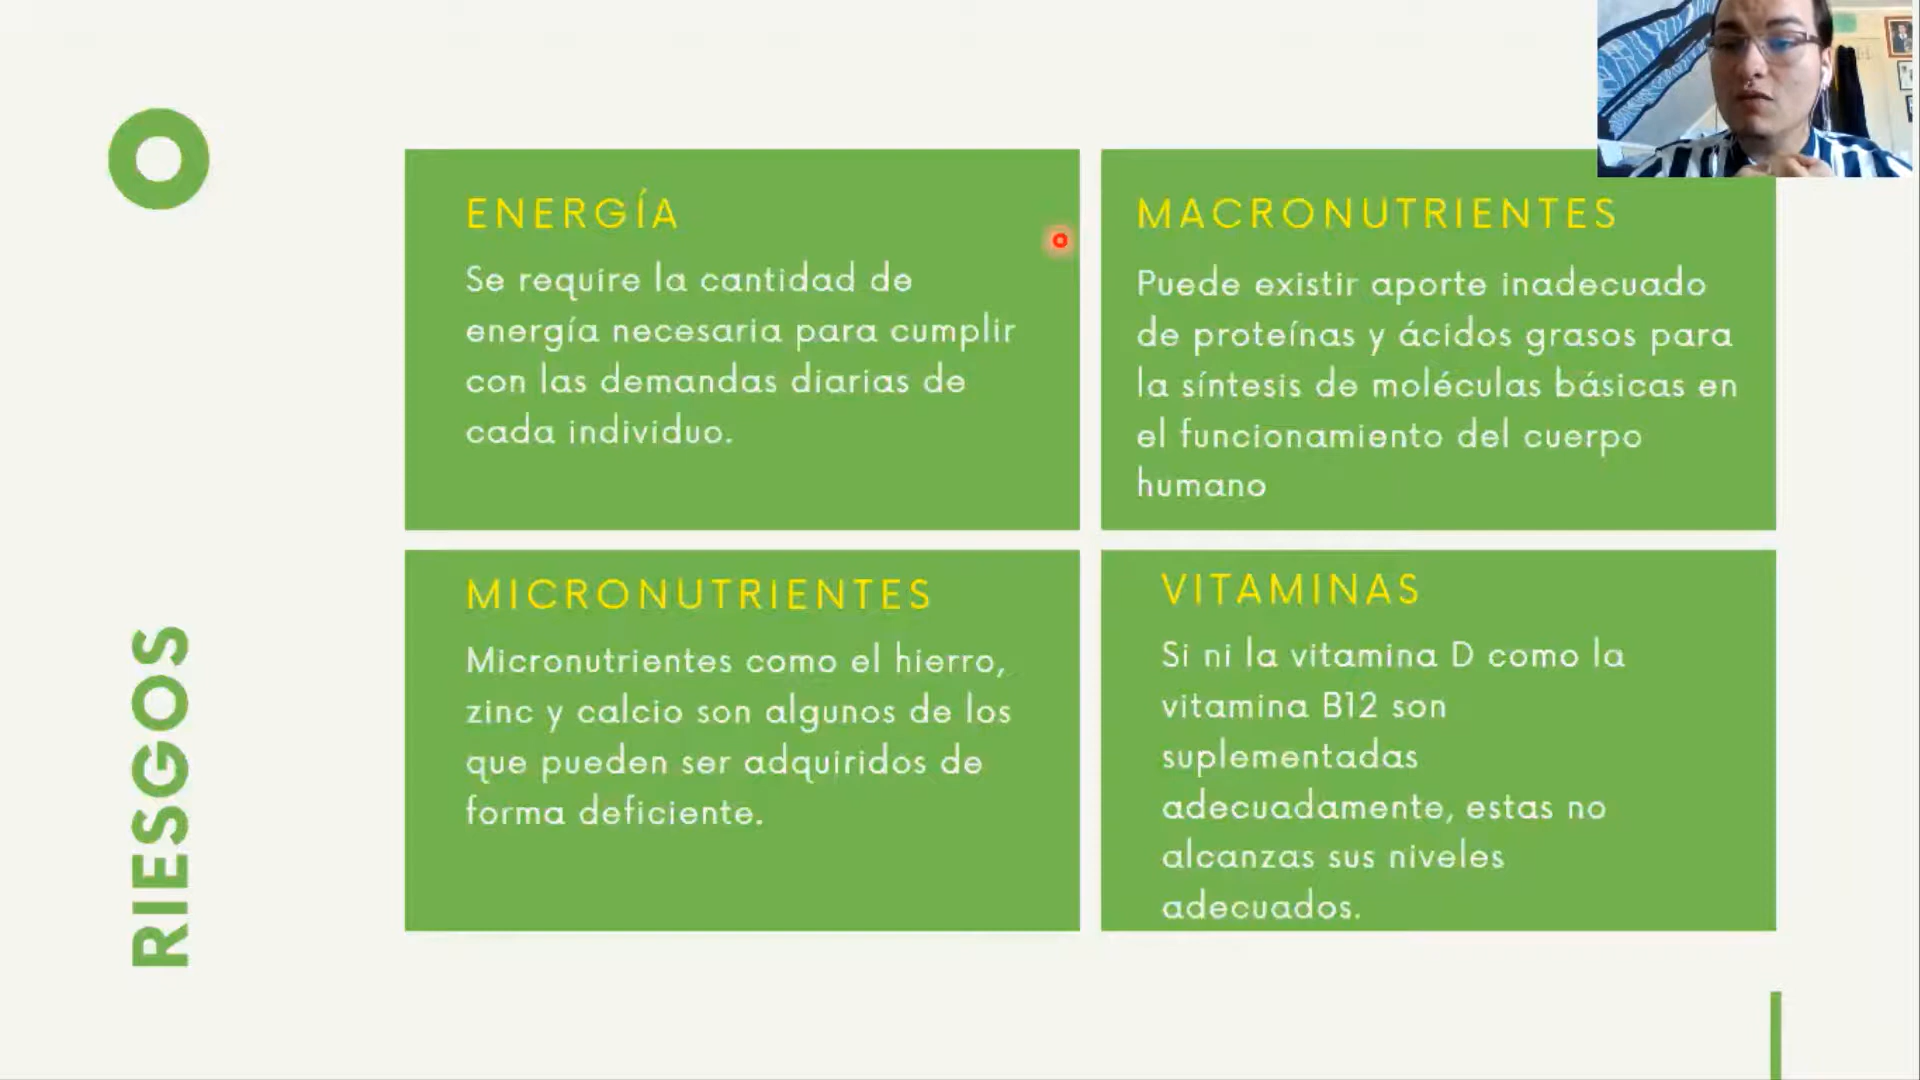 RIESGOS
ENERGÍA
Se require la cantidad de
energía necesaria para cumplir
con las demandas diarias de
cada individuo.
MACRONUTRIENTES
Puede existir aporte inadecuado
de proteínas y ácidos grasos para
la síntesis de moléculas básicas en
el funcionamiento del cuerpo
humano
MICRONUTRIENTES
Micronutrientes como el hierro,
zinc y calcio son algunos de los
que pueden ser adquiridos de
forma deficiente.
VITAMINAS
Si ni la vitamina D como la
vitamina B12 son
suplementadas
adecuadamente, estas no
alcanzas sus niveles
adecuados.